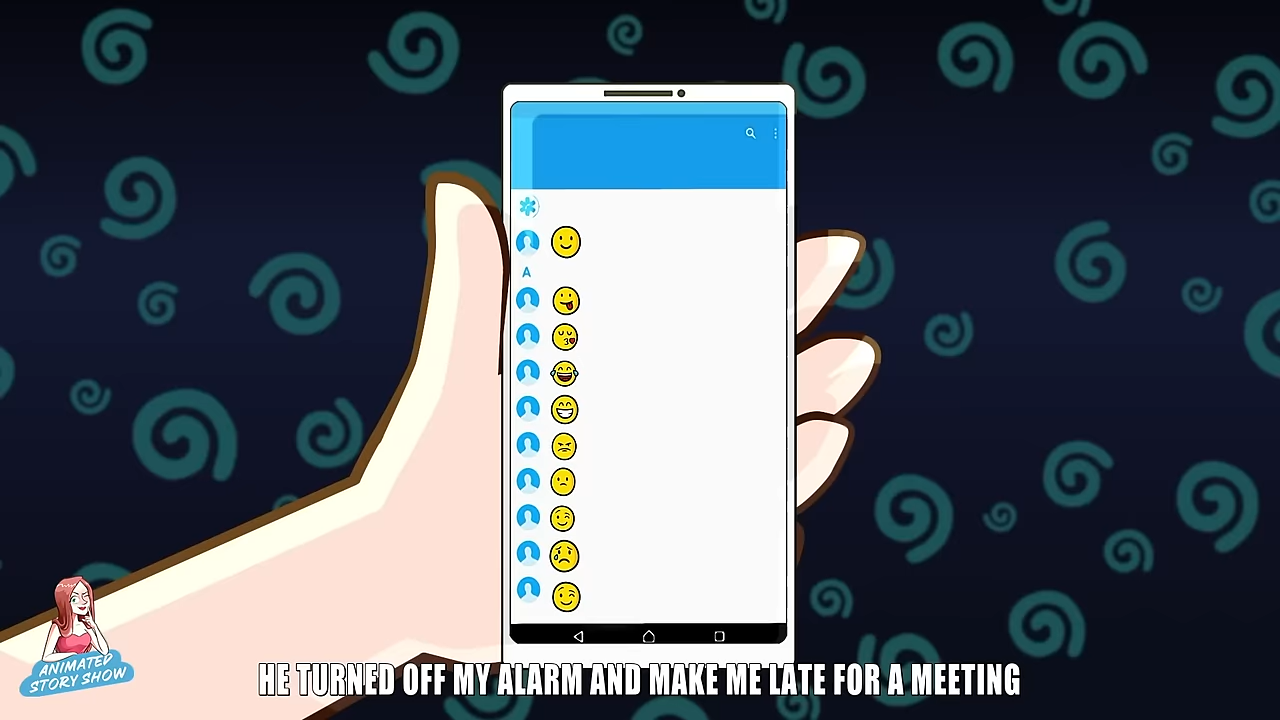 A
ANIMATED
STORY SHOW
HE TURNED OFF MY ALARM AND MAKE ME LATE FOR A MEETING